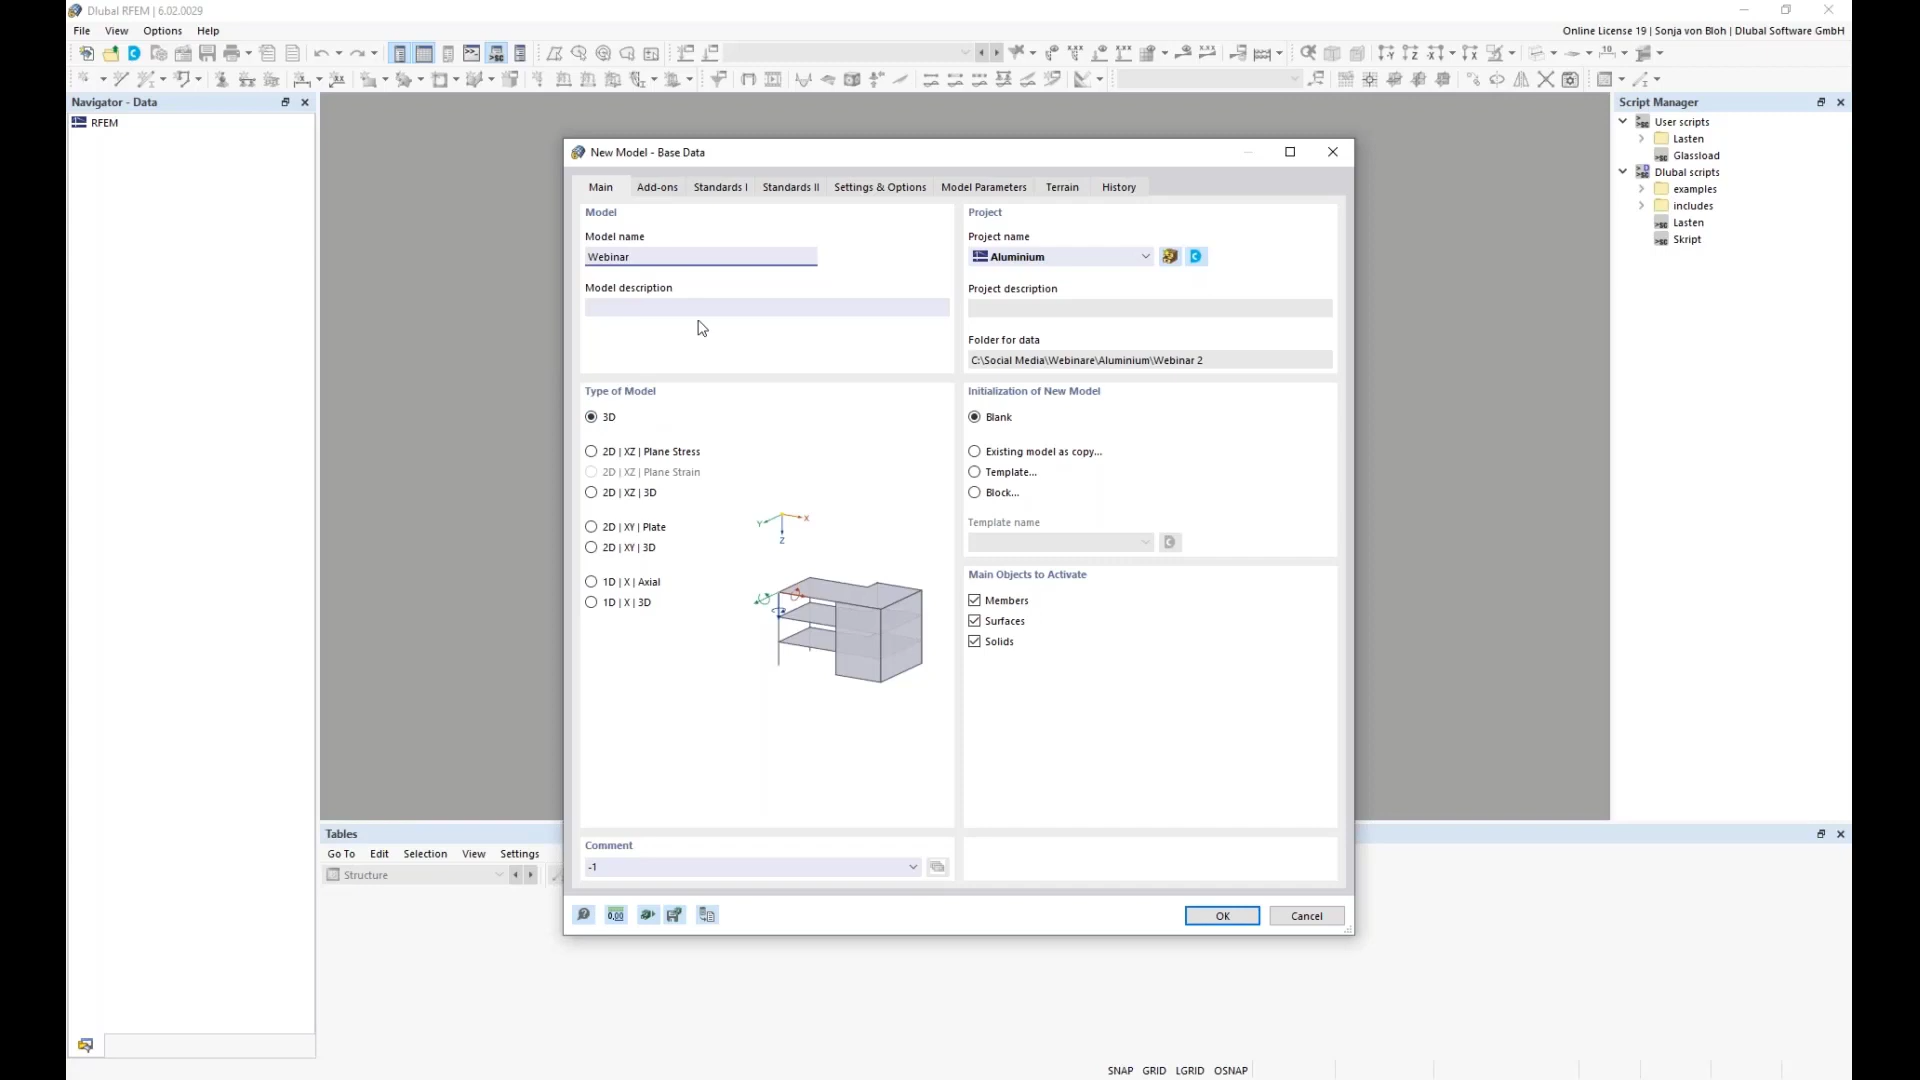 Dlubal RFEM | 6.02.0029
File View Options Help
Online License 19 | Sonja von Bloh | Dlubal Software GmbH
Navigator - Data
RFEM
Script Manager
User scripts
Lasten
Glassload
Dlubal scripts
examples
includes
Lasten
Skript
New Model - Base Data
Main Add-ons Standards I Standards II Settings & Options Model Parameters Terrain History
Model
Model name
Webinar
Model description
Project
Project name
Aluminium
Project description
Folder for data
C:\Social Media\Webinare\Aluminium\Webinar 2
Type of Model
3D
2D | XZ | Plane Stress
2D | XZ | Plane Strain
2D | XZ | 3D
2D | XY | Plate
2D | XY | 3D
1D | X | Axial
1D | X | 3D
Y X
Z
Initialization of New Model
Blank
Existing model as copy...
Template...
Block...
Template name
Main Objects to Activate
Members
Surfaces
Solids
Comment
-1
0,00
OK Cancel
Tables
Go To Edit Selection View Settings
Structure
SNAP GRID LGRID OSNAP